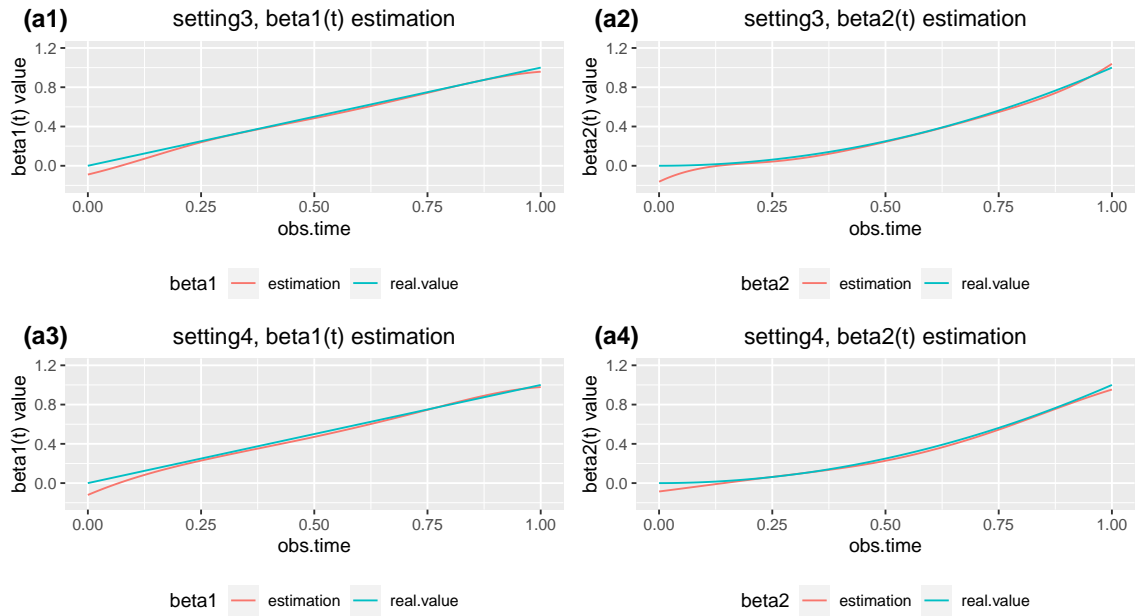 (a1) setting3, beta1(t) estimation
beta1(t) value
1.2
0.8
0.4
0.0
0.00 0.25 0.50 0.75 1.00
obs.time
beta1 estimation real.value
(a2) setting3, beta2(t) estimation
beta2(t) value
1.2
0.8
0.4
0.0
0.00 0.25 0.50 0.75 1.00
obs.time
beta2 estimation real.value
(a3) setting4, beta1(t) estimation
beta1(t) value
1.2
0.8
0.4
0.0
0.00 0.25 0.50 0.75 1.00
obs.time
beta1 estimation real.value
(a4) setting4, beta2(t) estimation
beta2(t) value
1.2
0.8
0.4
0.0
0.00 0.25 0.50 0.75 1.00
obs.time
beta2 estimation real.value